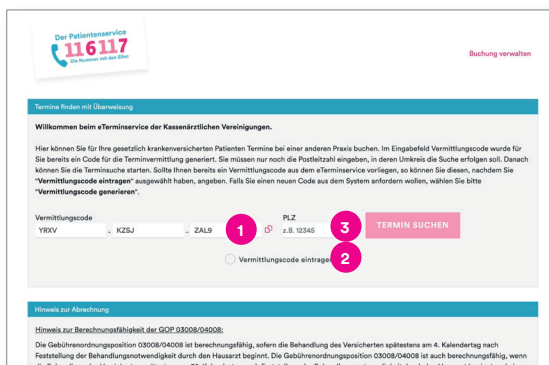 Der Patientenservice
116117
Die Nummer mit den Elfen
Buchung verwalten
Termine finden mit Überweisung
Willkommen beim eTerminservice der Kassenärztlichen Vereinigungen.
Hier können Sie für Ihre gesetzlich krankenversicherten Patienten Termine bei einer anderen Praxis buchen. Im Eingabefeld Vermittlungscode wurde für
Sie bereits ein Code für die Terminvermittlung generiert. Sie müssen nur noch die Postleitzahl eingeben, in deren Umkreis die Suche erfolgen soll. Danach
können Sie die Terminsuche starten. Sollte Ihnen bereits ein Vermittlungscode aus dem eTerminservice vorliegen, so können Sie diesen, nachdem Sie
"Vermittlungscode eintragen" ausgewählt haben, angeben. Falls Sie einen neuen Code aus dem System anfordern wollen, wählen Sie bitte
"Vermittlungscode generieren".
Vermittlungscode PLZ
YRXV - KZSJ - ZAL9 1 z.B. 12345 3 TERMIN SUCHEN
Vermittlungscode eintragen 2
Hinweis zur Abrechnung
Hinweis zur Berechnungsfähigkeit der GOP 03008/04008:
Die Gebührenordnungsposition 03008/04008 ist berechnungsfähig, sofern die Behandlung des Versicherten spätestens am 4. Kalendertag nach
Feststellung der Behandlungsnotwendigkeit durch den Hausarzt beginnt. Die Gebührenordnungsposition 03008/04008 ist auch berechnungsfähig, wenn